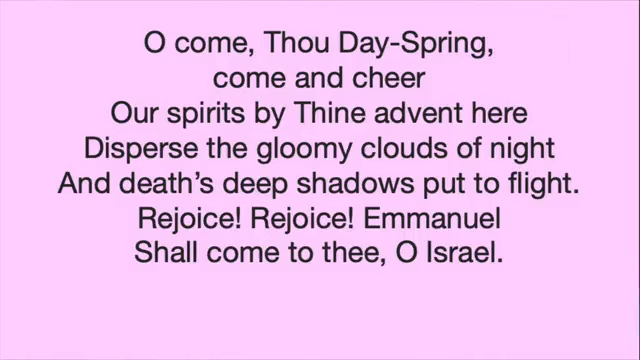 O come, Thou Day-Spring,
come and cheer
Our spirits by Thine advent here
Disperse the gloomy clouds of night
And death’s deep shadows put to flight.
Rejoice! Rejoice! Emmanuel
Shall come to thee, O Israel.